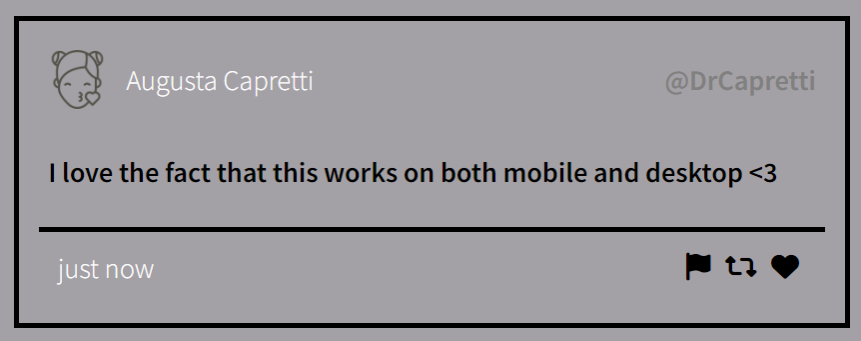 Augusta Capretti @DrCapretti
I love the fact that this works on both mobile and desktop <3
just now